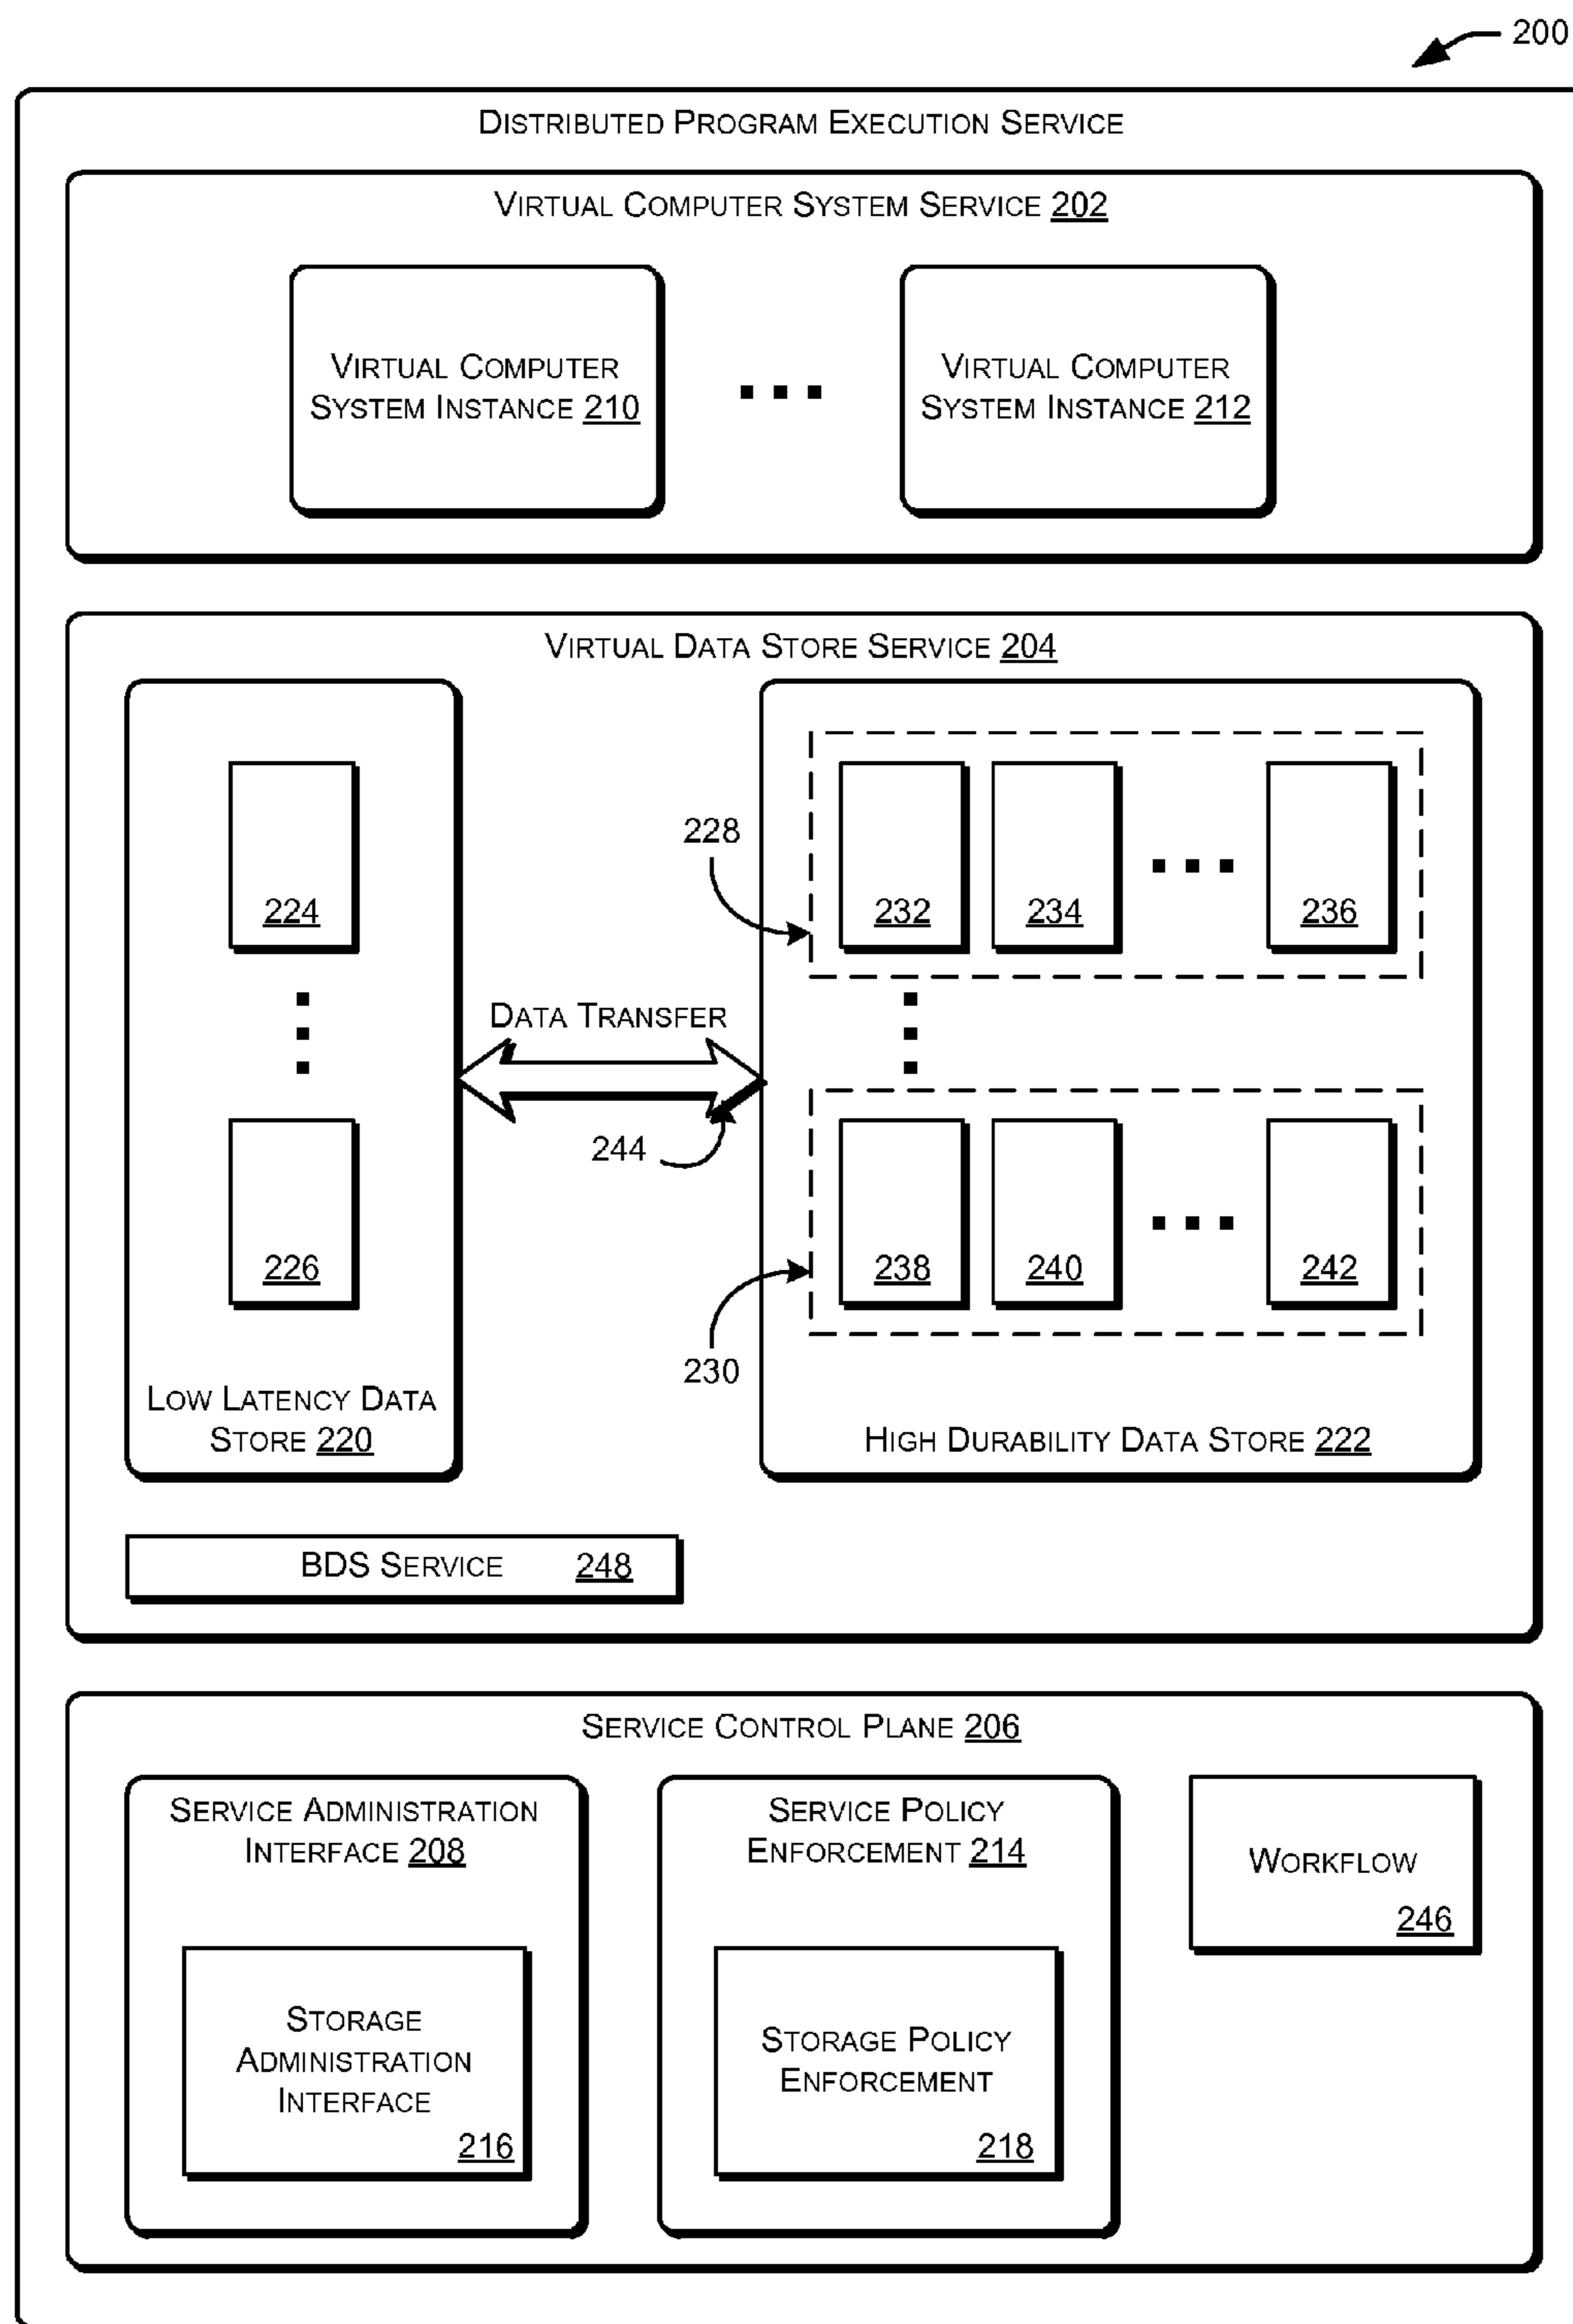 200
DISTRIBUTED PROGRAM EXECUTION SERVICE
VIRTUAL COMPUTER SYSTEM SERVICE 202
VIRTUAL COMPUTER
SYSTEM INSTANCE 210
VIRTUAL COMPUTER
SYSTEM INSTANCE 212
VIRTUAL DATA STORE SERVICE 204
224
226
LOW LATENCY DATA
STORE 220
DATA TRANSFER
244
228
232
234
236
230
238
240
242
HIGH DURABILITY DATA STORE 222
BDS SERVICE 248
SERVICE CONTROL PLANE 206
SERVICE ADMINISTRATION
INTERFACE 208
STORAGE
ADMINISTRATION
INTERFACE
216
SERVICE POLICY
ENFORCEMENT 214
STORAGE POLICY
ENFORCEMENT
218
WORKFLOW
246